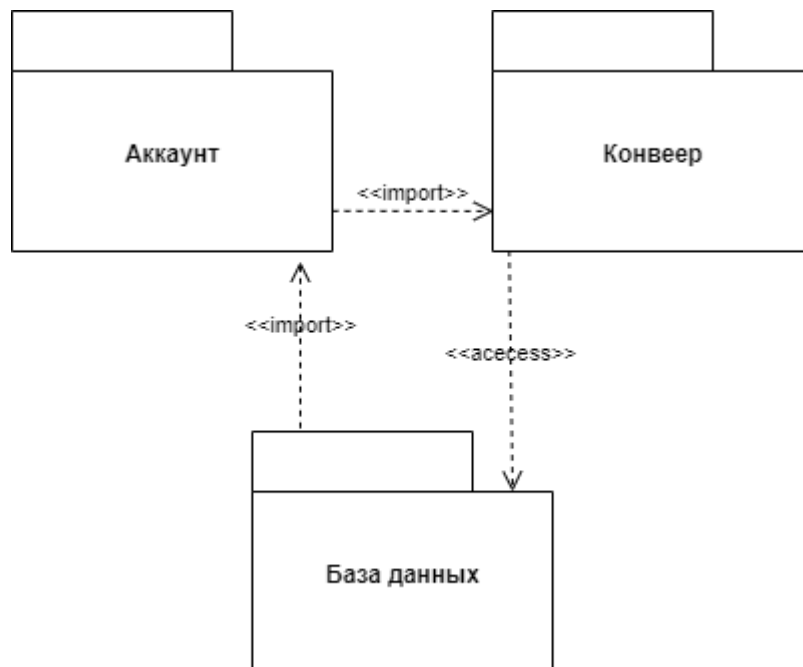 Аккаунт
Конвеер
<<import>>
<<import>>
<<acecess>>
База данных